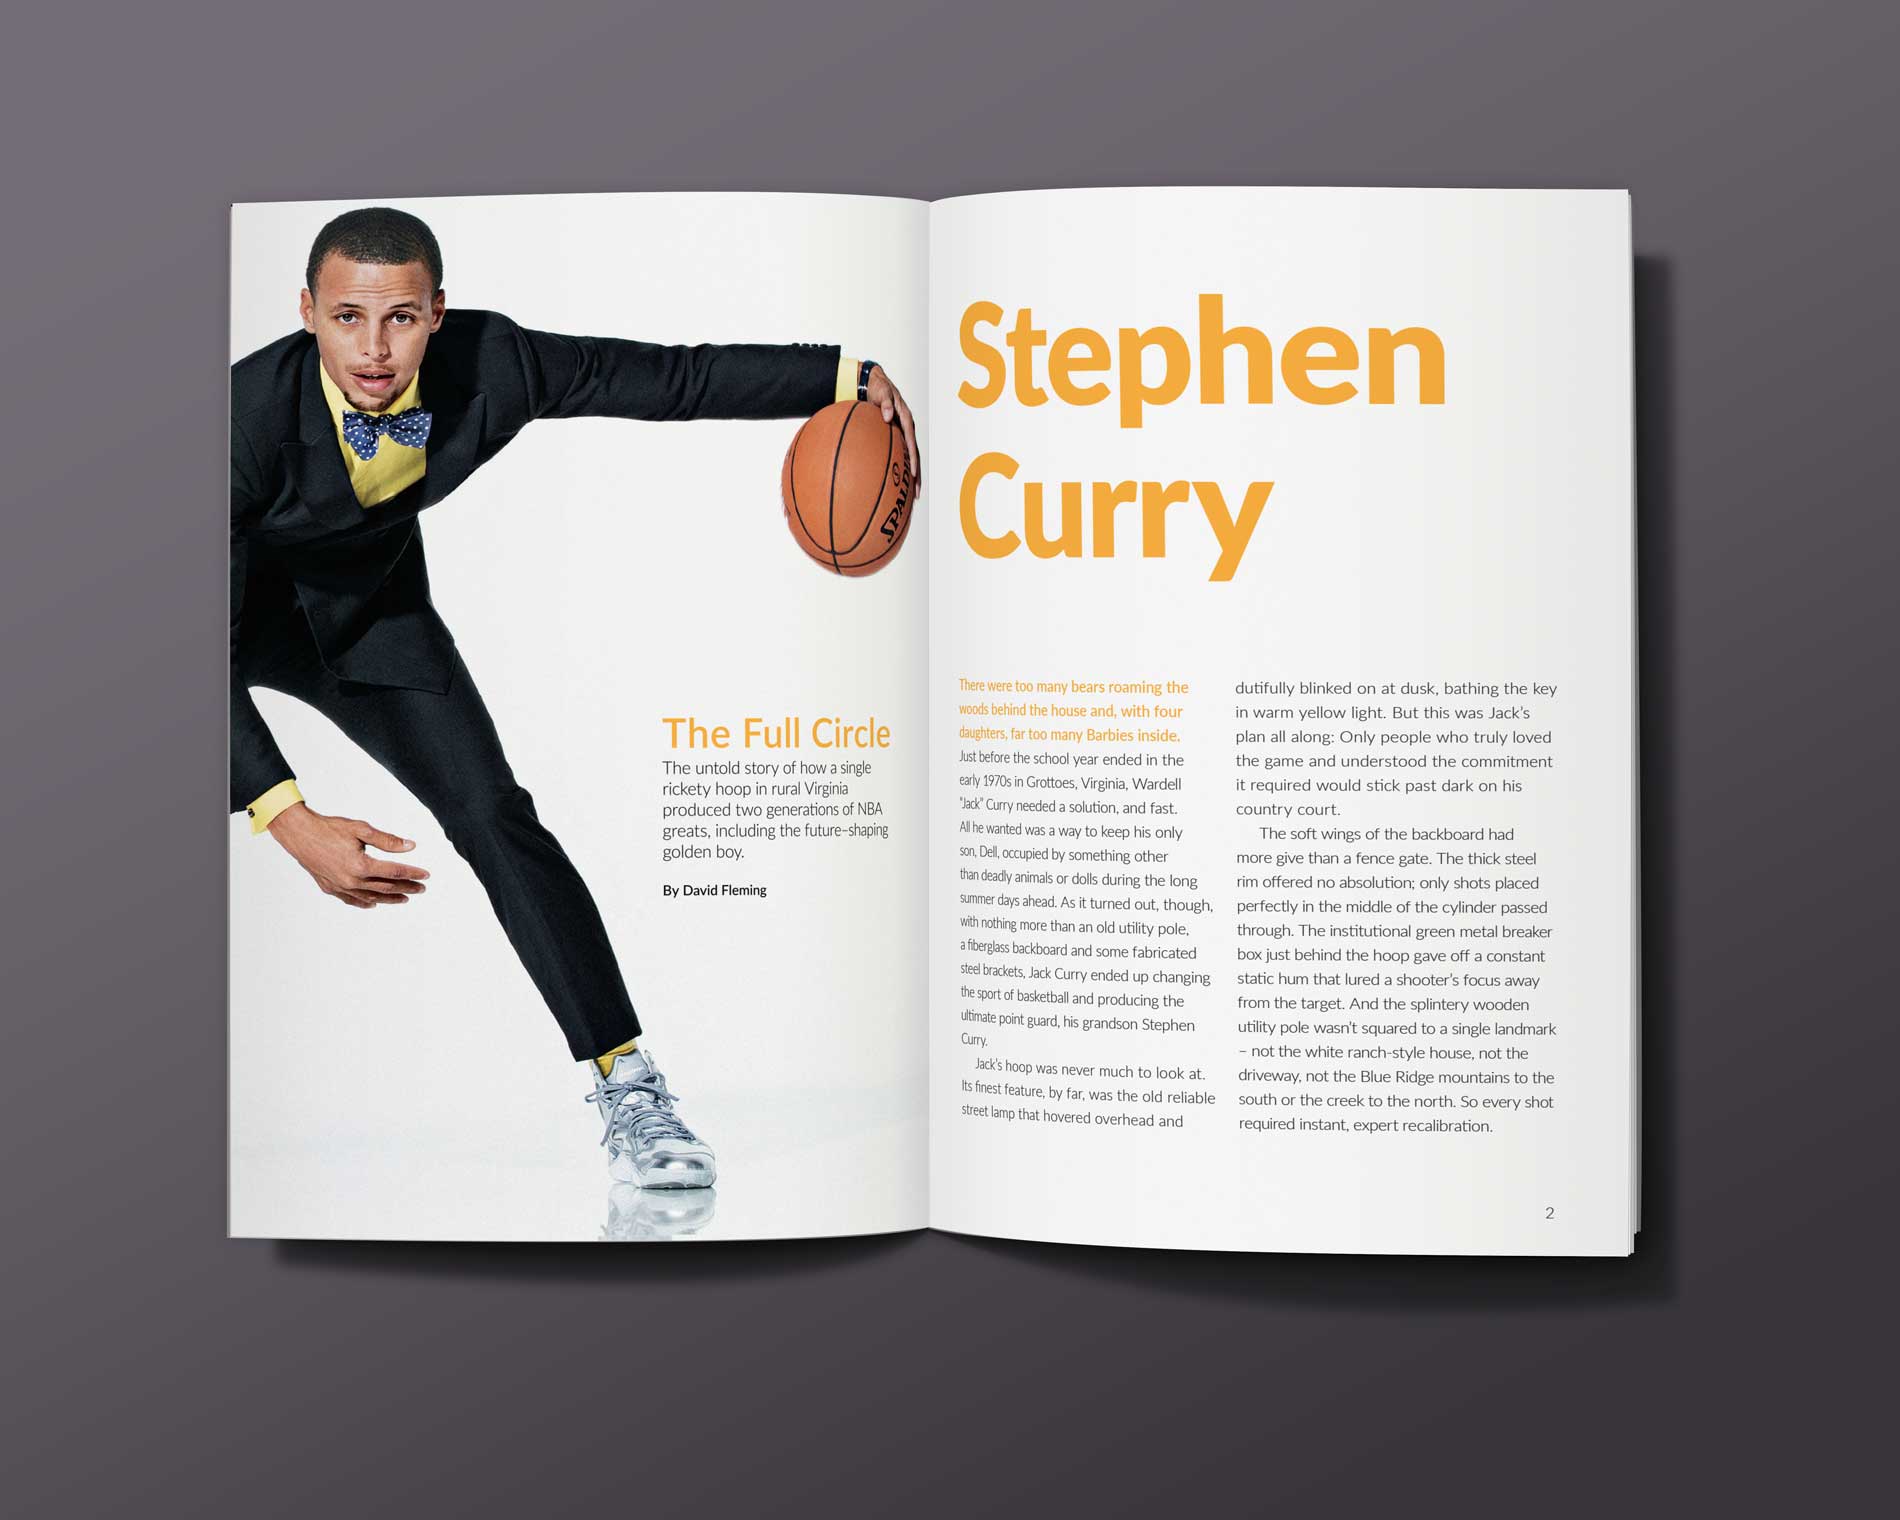 SPALDI
The Full Circle
The untold story of how a single
rickety hoop in rural Virginia
produced two generations of NBA
greats, including the future-shaping
golden boy.
By David Fleming
Stephen
Curry
There were too many bears roaming the
woods behind the house and, with four
daughters, far too many Barbies inside.
Just before the school year ended in the
early 1970s in Grottoes, Virginia, Wardell
"Jack" Curry needed a solution, and fast.
All he wanted was a way to keep his only
son, Dell, occupied by something other
than deadly animals or dolls during the long
summer days ahead. As it turned out, though,
with nothing more than an old utility pole,
a fiberglass backboard and some fabricated
steel brackets, Jack Curry ended up changing
the sport of basketball and producing the
ultimate point guard, his grandson Stephen
Curry.
Jack's hoop was never much to look at.
Its finest feature, by far, was the old reliable
street lamp that hovered overhead and
dutifully blinked on at dusk, bathing the key
in warm yellow light. But this was Jack's
plan all along: Only people who truly loved
the game and understood the commitment
it required would stick past dark on his
country court.
The soft wings of the backboard had
more give than a fence gate. The thick steel
rim offered no absolution; only shots placed
perfectly in the middle of the cylinder passed
through. The institutional green metal breaker
box just behind the hoop gave off a constant
static hum that lured a shooter's focus away
from the target. And the splintery wooden
utility pole wasn't squared to a single landmark
– not the white ranch-style house, not the
driveway, not the Blue Ridge mountains to the
south or the creek to the north. So every shot
required instant, expert recalibration.
2